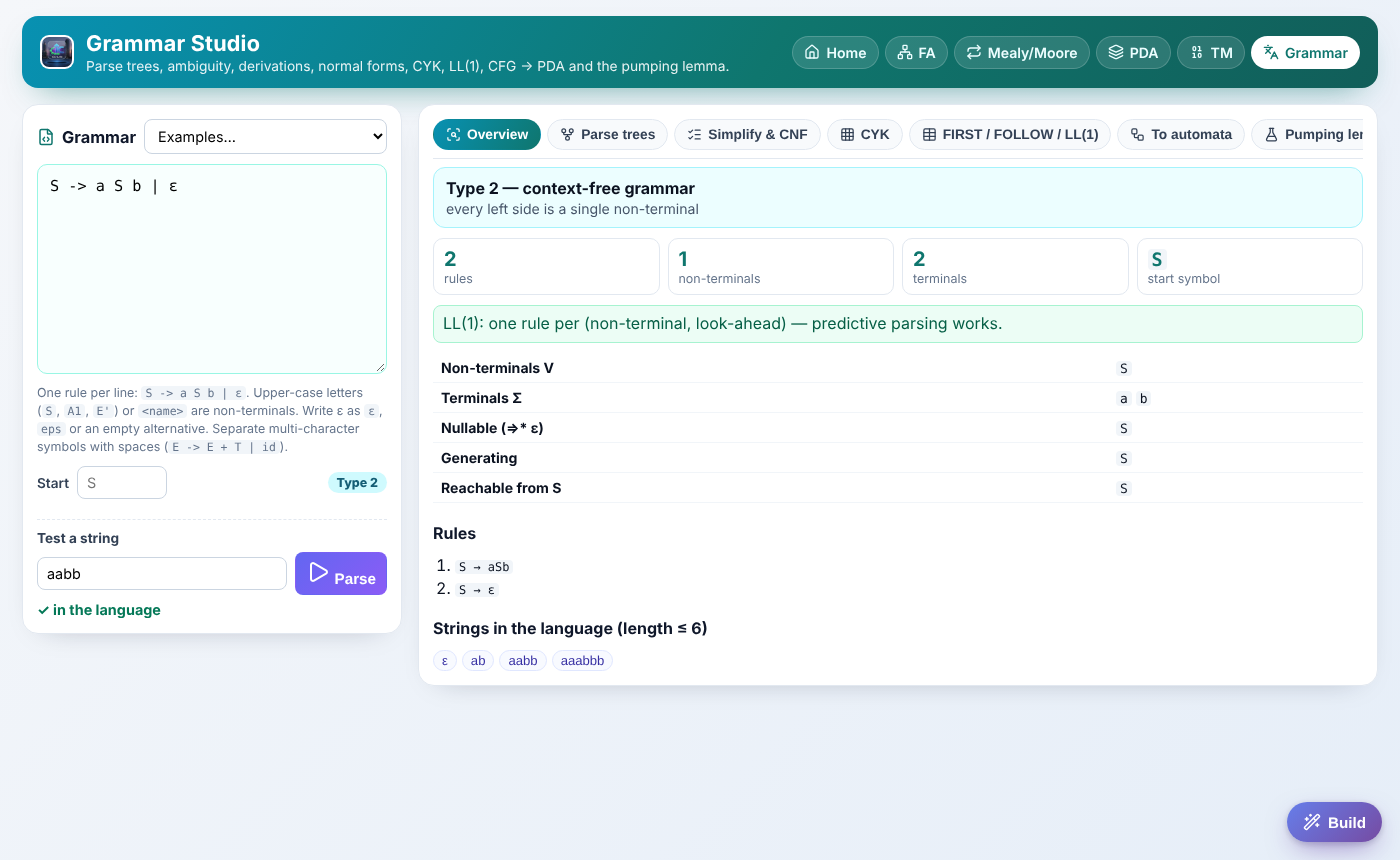 Grammar Studio
Parse trees, ambiguity, derivations, normal forms, CYK, LL(1), CFG → PDA and the pumping lemma.
Home
FA
Mealy/Moore
PDA
TM
Grammar
Grammar
Examples...
S -> a S b | ε
One rule per line: S -> a S b | ε. Upper-case letters
(S, A1, E') or <name> are non-terminals. Write ε as ε,
eps or an empty alternative. Separate multi-character
symbols with spaces (E -> E + T | id).
Start S Type 2
Test a string
aabb
Parse
✓ in the language
Overview
Parse trees
Simplify & CNF
CYK
FIRST / FOLLOW / LL(1)
To automata
Pumping ler
Type 2 — context-free grammar
every left side is a single non-terminal
2
rules
1
non-terminals
2
terminals
S
start symbol
LL(1): one rule per (non-terminal, look-ahead) — predictive parsing works.
Non-terminals V S
Terminals Σ a b
Nullable (⇒* ε) S
Generating S
Reachable from S S
Rules
1. S → aSb
2. S → ε
Strings in the language (length ≤ 6)
ε ab aabb aaabbb
Build